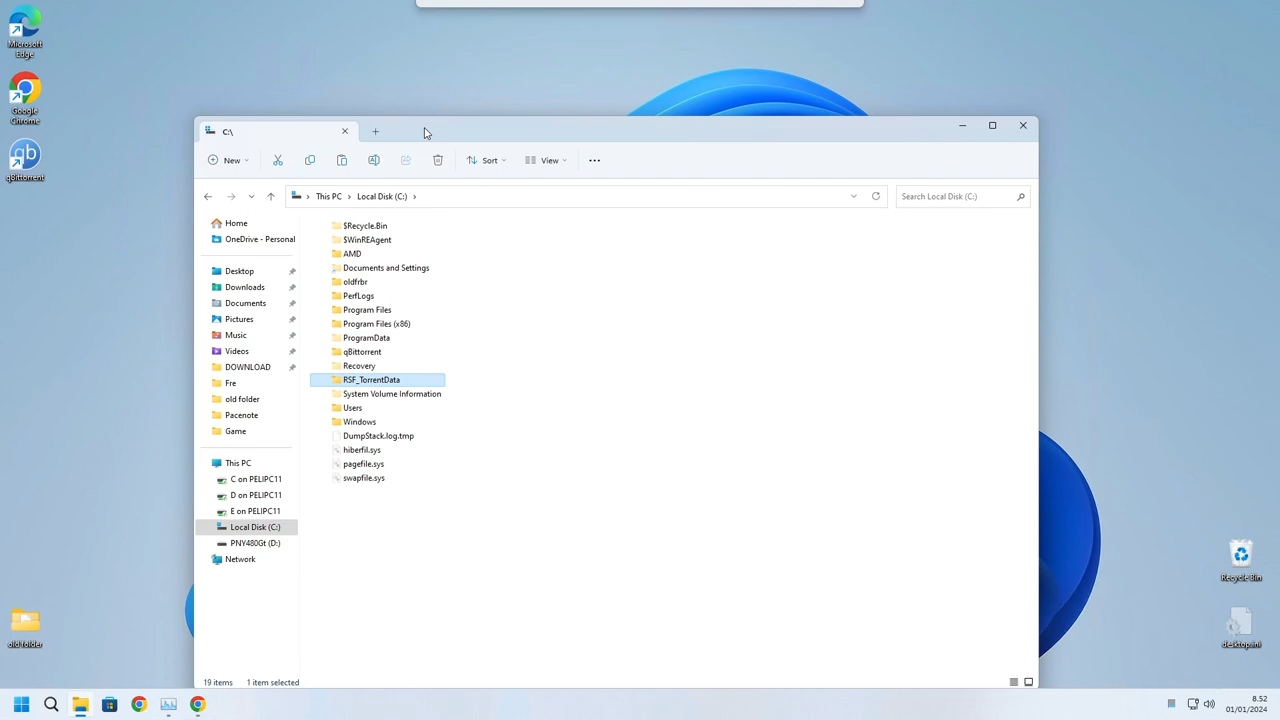 Microsoft
Edge
Google
Chrome
qBittorrent
old folder
C:\
New
Sort
View
This PC
Local Disk (C:)
Search Local Disk (C:)
Home
OneDrive - Personal
Desktop
Downloads
Documents
Pictures
Music
Videos
DOWNLOAD
Fre
old folder
Pacenote
Game
This PC
C on PELIPC11
D on PELIPC11
E on PELIPC11
Local Disk (C:)
PNY480Gt (D:)
Network
$Recycle.Bin
$WinREAgent
AMD
Documents and Settings
oldfrbr
PerfLogs
Program Files
Program Files (x86)
ProgramData
qBittorrent
Recovery
RSF_TorrentData
System Volume Information
Users
Windows
DumpStack.log.tmp
hiberfil.sys
pagefile.sys
swapfile.sys
19 items
1 item selected
Recycle Bin
desktop.ini
8.52
01/01/2024